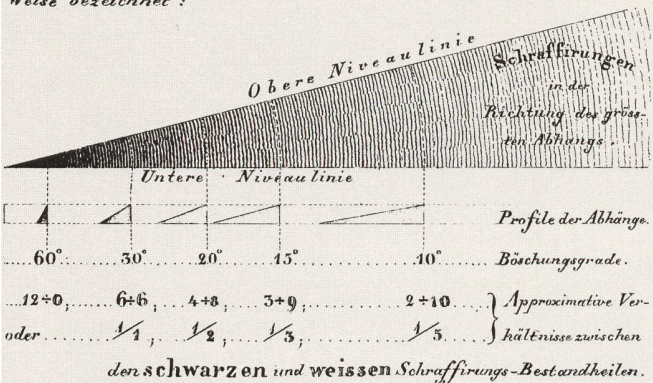 Weise bezeichnet:
Obere Niveaulinie
Schraffirungen
in der
Richtung des gröss-
ten Abhangs.
Untere Niveaulinie
Profile der Abhänge.
60° 30° 20° 15° 10° Böschungsgrade.
12÷0; 6÷6; 4÷8; 3÷9; 2÷10 } Approximative Ver-
oder 1/1; 1/2; 1/3; 1/5 hältnisse zwischen
den schwarzen und weissen Schraffirungs-Bestandheilen.